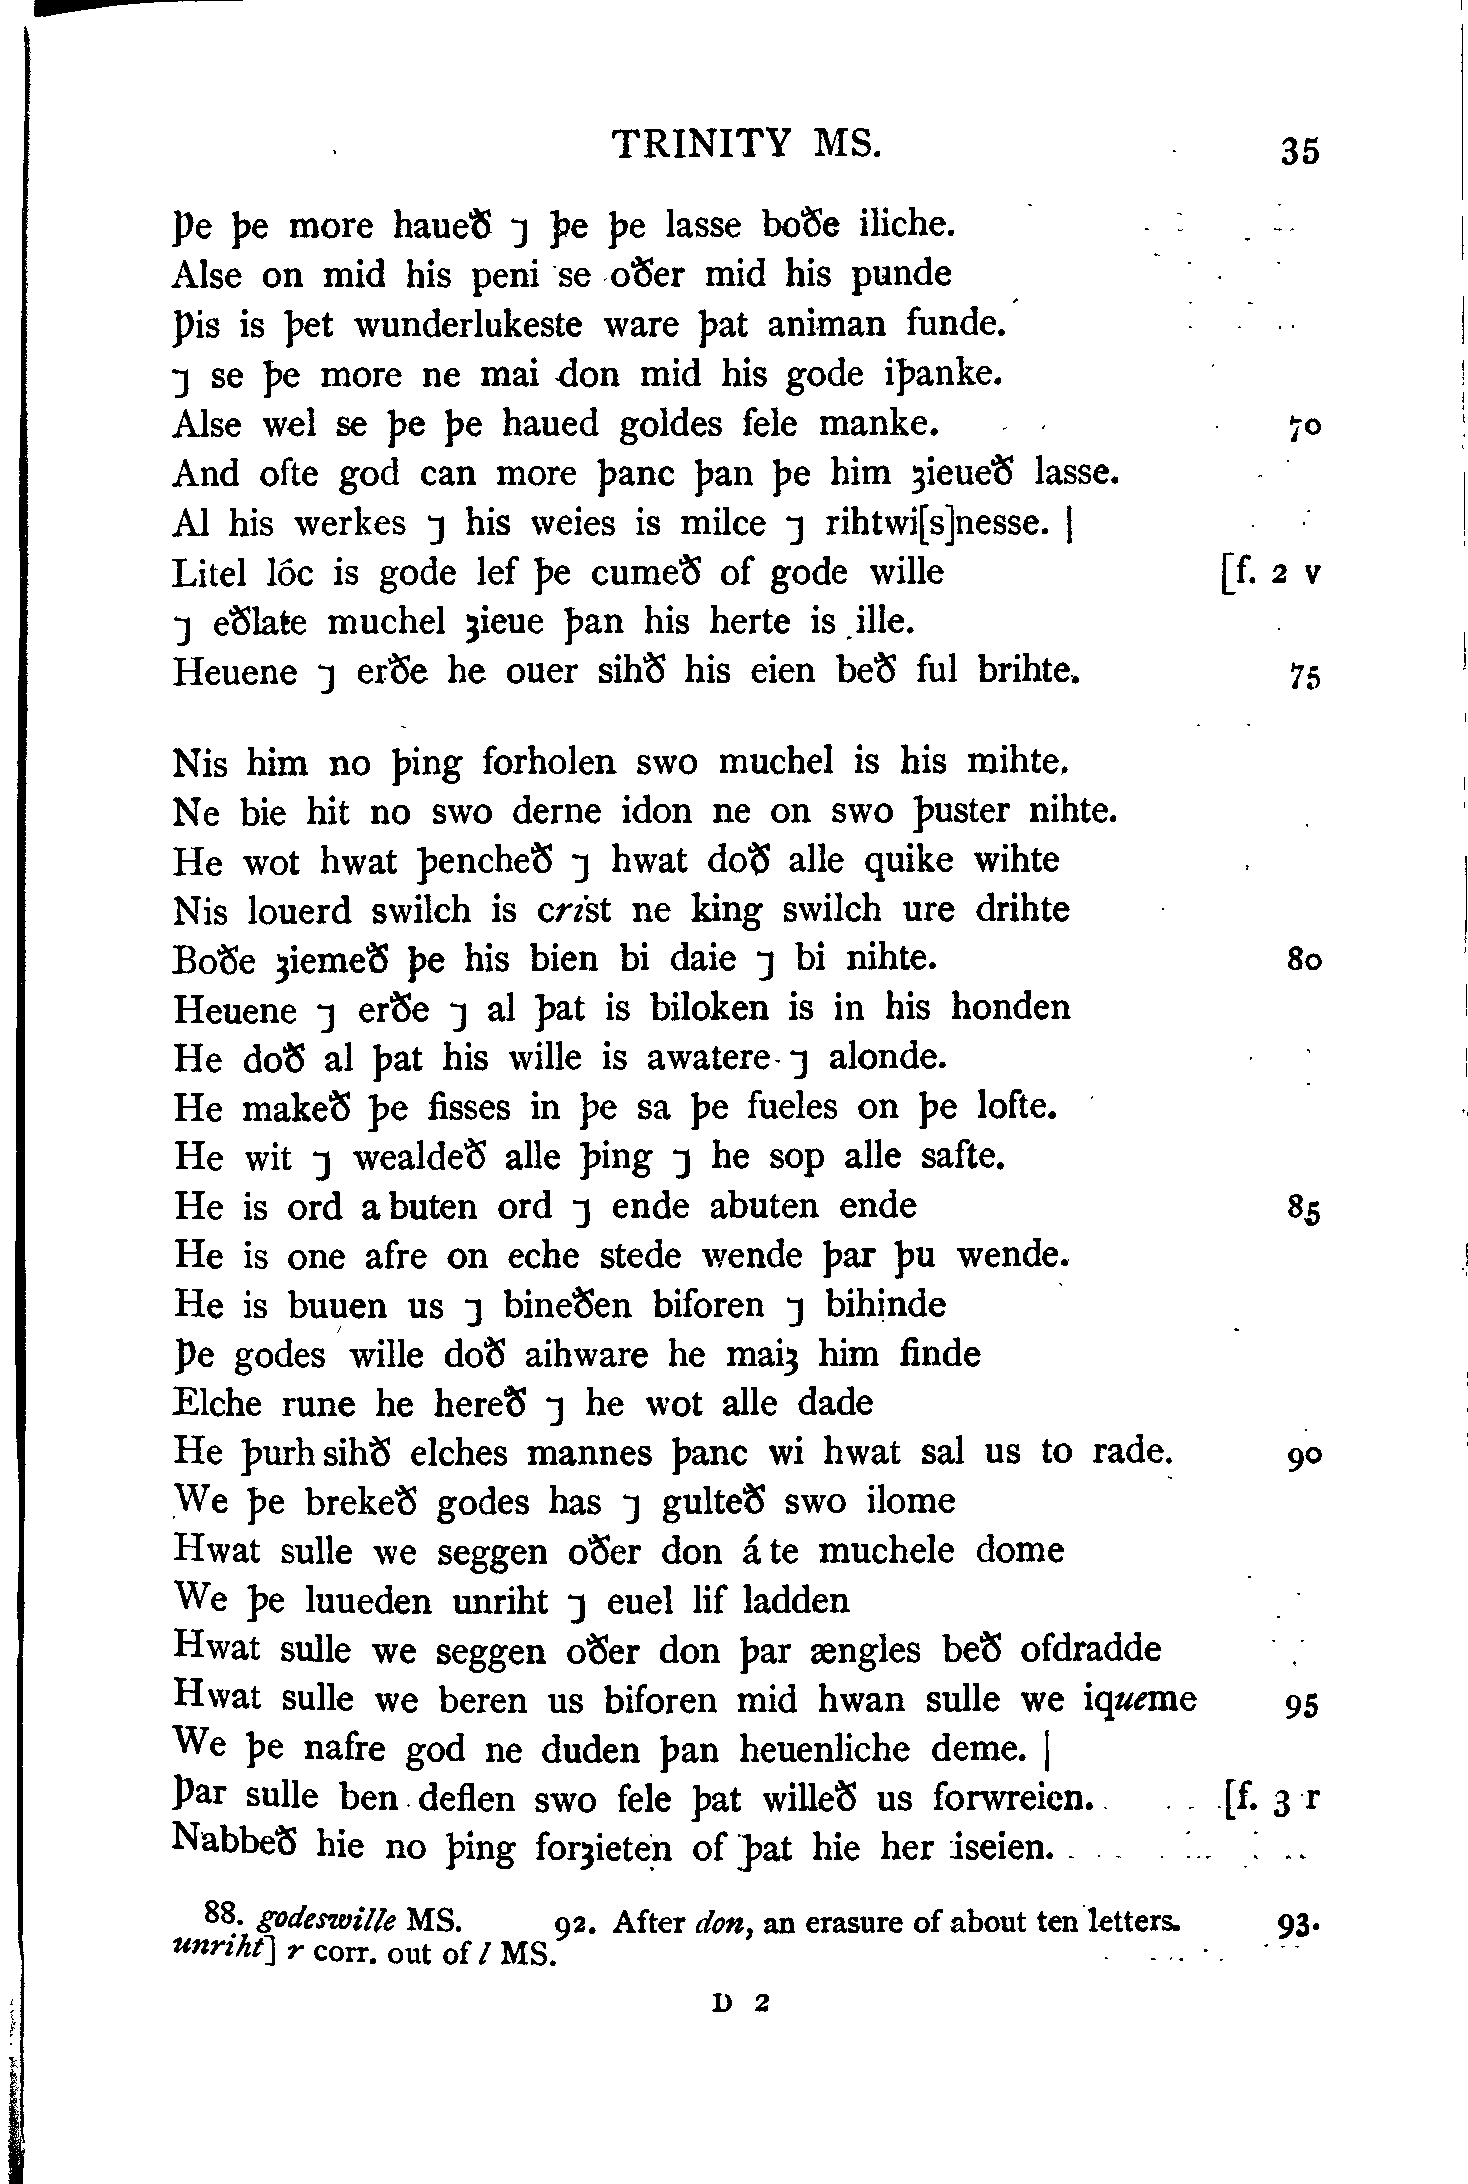 TRINITY MS. 35
Þe þe more haueð ⁊ þe þe lasse boðe iliche.
Alse on mid his peni se oðer mid his punde
Þis is þet wunderlukeste ware þat animan funde.
⁊ se þe more ne mai don mid his gode iþanke.
Alse wel se þe þe haued goldes fele manke. 70
And ofte god can more þanc þan þe him ȝieueð lasse.
Al his werkes ⁊ his weies is milce ⁊ rihtwi[s]nesse. |
Litel lôc is gode lef þe cumeð of gode wille [f. 2 v
⁊ eðlate muchel ȝieue þan his herte is ille.
Heuene ⁊ erðe he ouer sihð his eien beð ful brihte. 75
Nis him no þing forholen swo muchel is his mihte.
Ne bie hit no swo derne idon ne on swo þuster nihte.
He wot hwat þencheð ⁊ hwat doð alle quike wihte
Nis louerd swilch is crist ne king swilch ure drihte
Boðe ȝiemeð þe his bien bi daie ⁊ bi nihte. 80
Heuene ⁊ erðe ⁊ al þat is biloken is in his honden
He doð al þat his wille is awatere ⁊ alonde.
He makeð þe fisses in þe sa þe fueles on þe lofte.
He wit ⁊ wealdeð alle þing ⁊ he sop alle safte.
He is ord a buten ord ⁊ ende abuten ende 85
He is one afre on eche stede wende þar þu wende.
He is buuen us ⁊ bineðen biforen ⁊ bihinde
Þe godes wille doð aihware he maiȝ him finde
Elche rune he hereð ⁊ he wot alle dade
He þurh sihð elches mannes þanc wi hwat sal us to rade. 90
We þe brekeð godes has ⁊ gulteð swo ilome
Hwat sulle we seggen oðer don á te muchele dome
We þe luueden unriht ⁊ euel lif ladden
Hwat sulle we seggen oðer don þar ængles beð ofdradde
Hwat sulle we beren us biforen mid hwan sulle we iqueme 95
We þe nafre god ne duden þan heuenliche deme. |
Þar sulle ben deflen swo fele þat willeð us forwreien. [f. 3 r
Nabbeð hie no þing forȝieten of þat hie her iseien.
88. godeswille MS. 92. After don, an erasure of about ten letters. 93.
unriht] r corr. out of l MS.
D 2